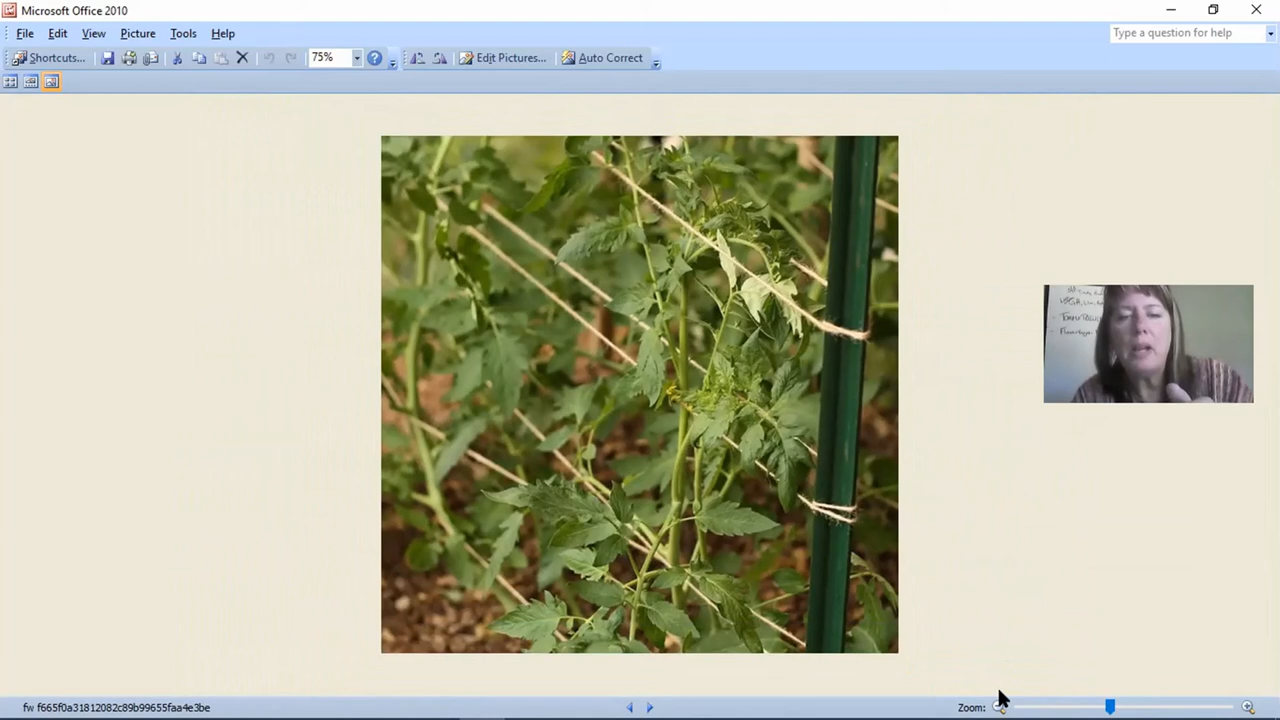 Microsoft Office 2010
File Edit View Picture Tools Help
Type a question for help
Shortcuts... 75% Edit Pictures... Auto Correct
fw f665f0a31812082c89b99655faa4e3be
Zoom: